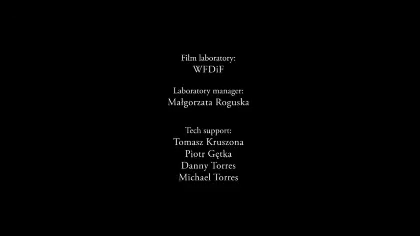 Film laboratory:
WFDiF
Laboratory manager:
Małgorzata Roguska
Tech support:
Tomasz Kruszona
Piotr Gętka
Danny Torres
Michael Torres